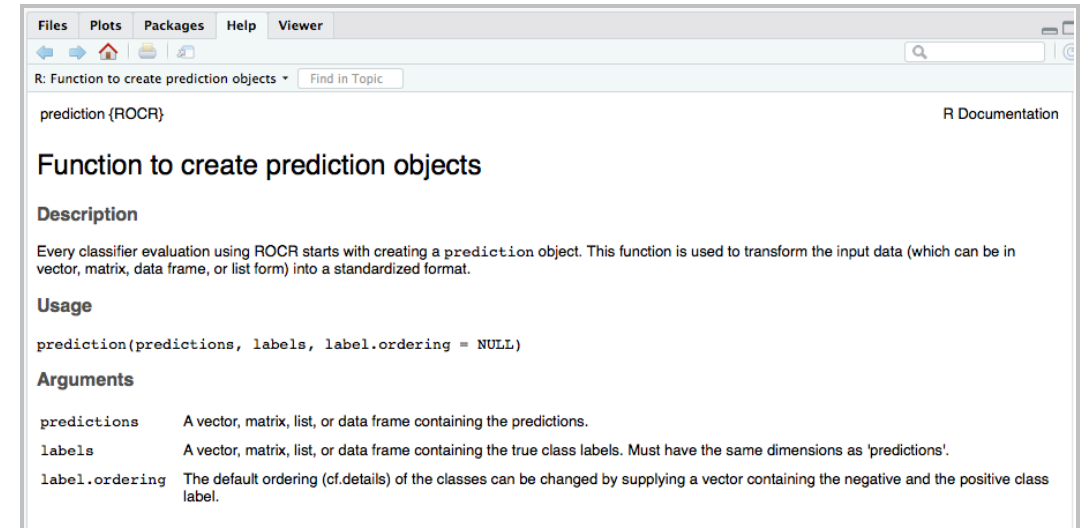 Files Plots Packages Help Viewer
R: Function to create prediction objects Find in Topic
prediction {ROCR} R Documentation
Function to create prediction objects
Description
Every classifier evaluation using ROCR starts with creating a prediction object. This function is used to transform the input data (which can be in
vector, matrix, data frame, or list form) into a standardized format.
Usage
prediction(predictions, labels, label.ordering = NULL)
Arguments
predictions A vector, matrix, list, or data frame containing the predictions.
labels A vector, matrix, list, or data frame containing the true class labels. Must have the same dimensions as 'predictions'.
label.ordering The default ordering (cf.details) of the classes can be changed by supplying a vector containing the negative and the positive class
label.